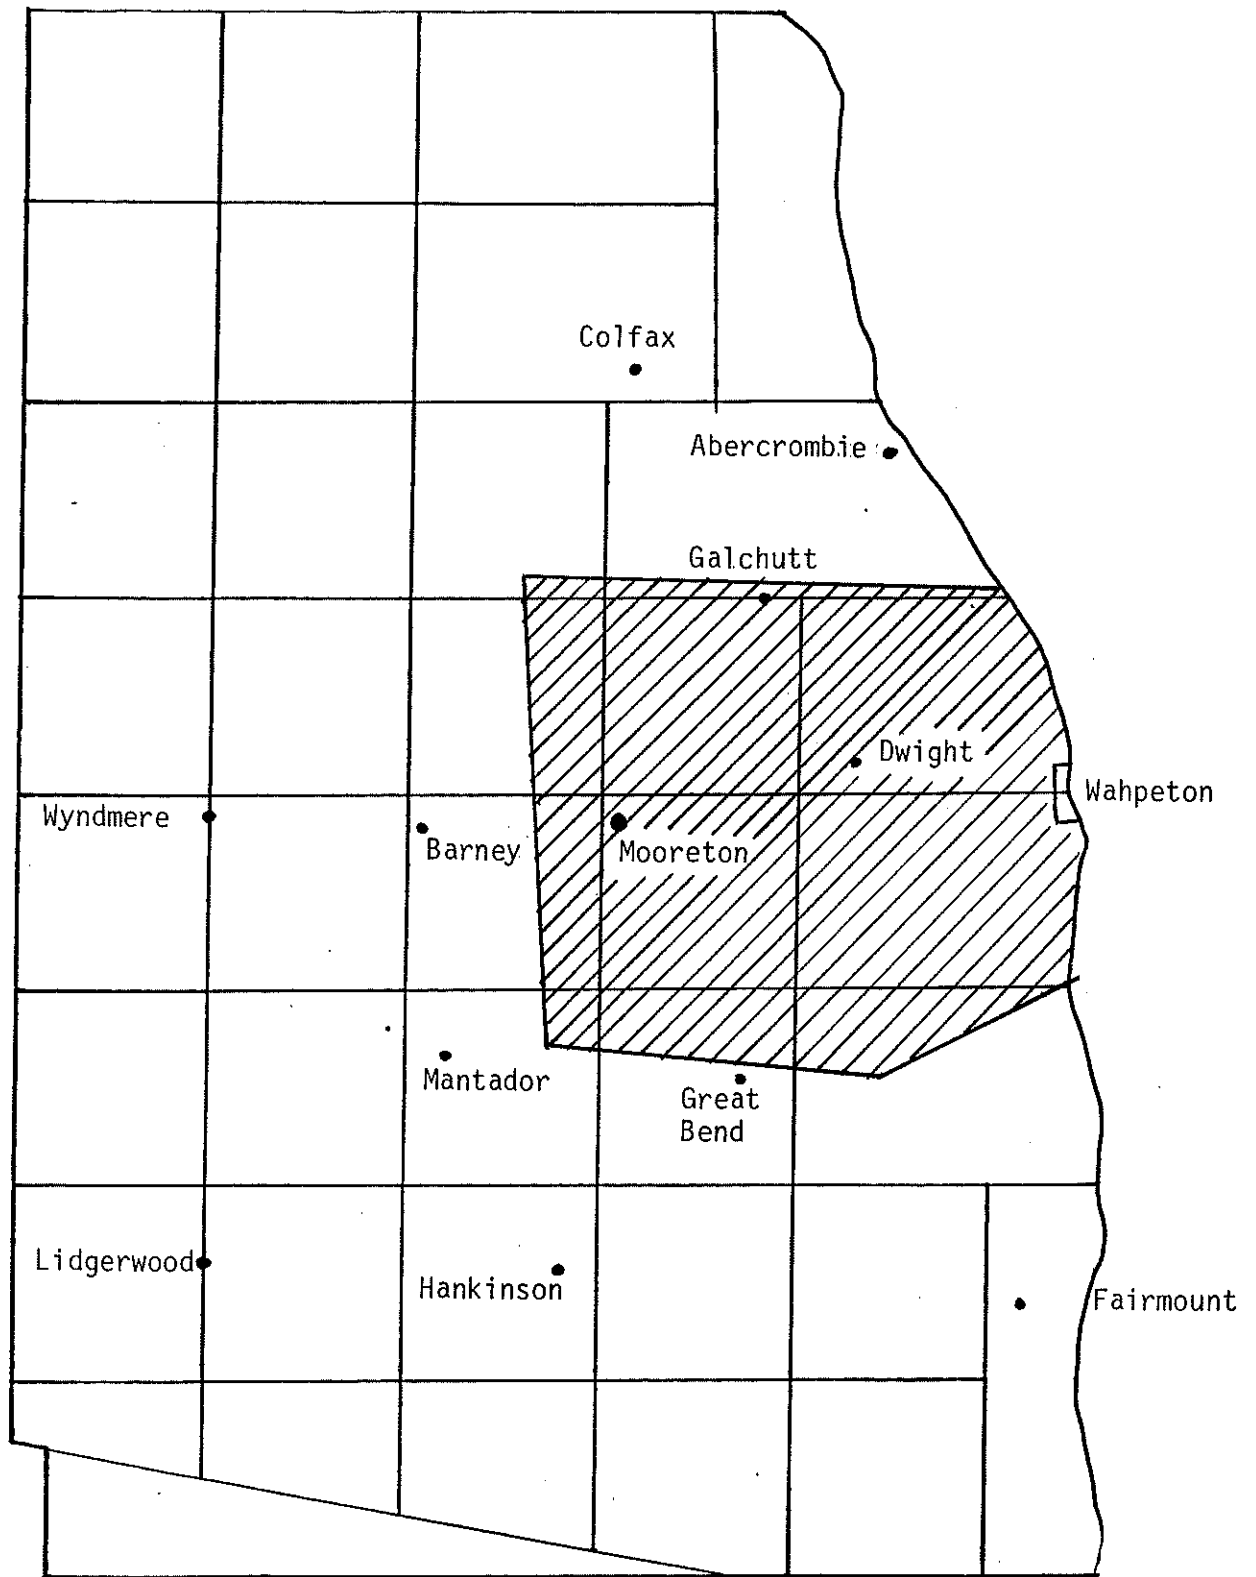 Colfax
Abercrombie
Galchutt
Dwight
Wahpeton
Wyndmere
Barney
Mooreton
Mantador
Great
Bend
Lidgerwood
Hankinson
Fairmount